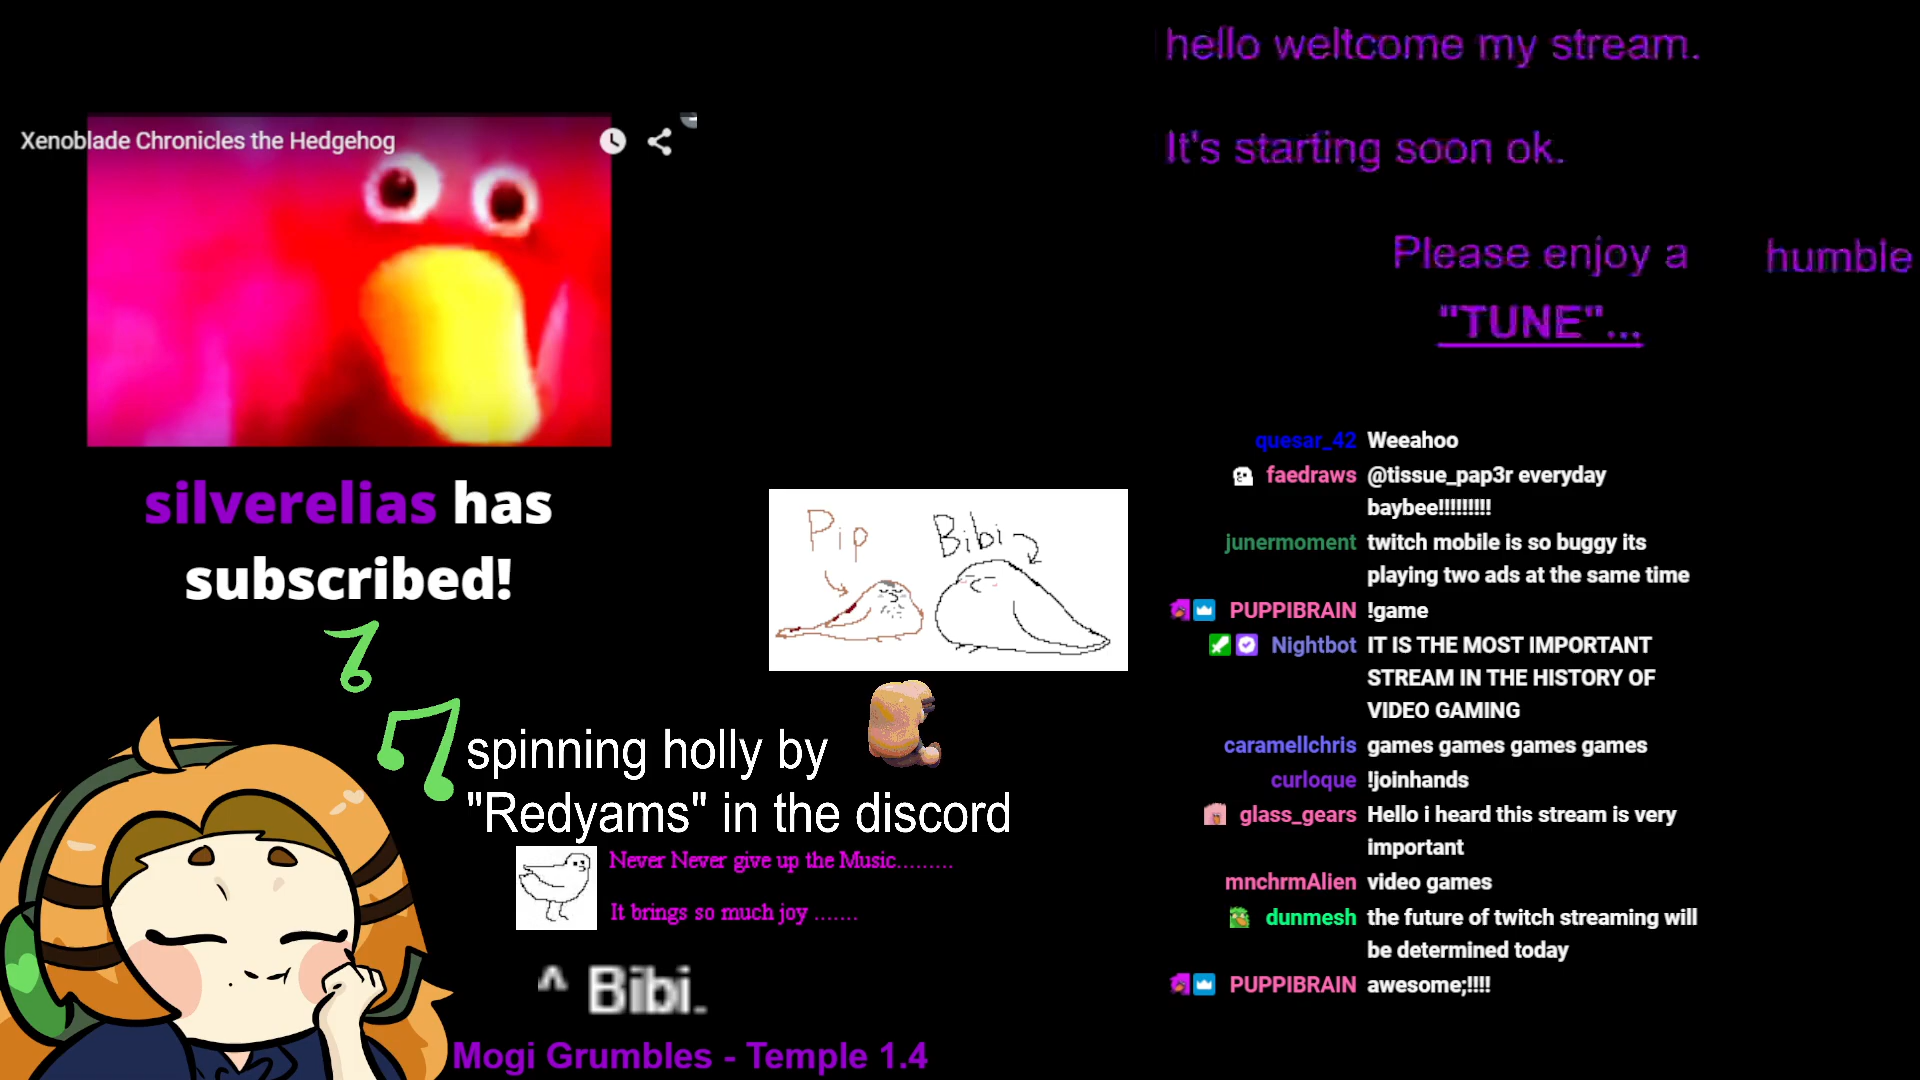 hello weltcome my stream.
It's starting soon ok.
Please enjoy a humble
"TUNE"...
Xenoblade Chronicles the Hedgehog
silverelias has
subscribed!
Pip
Bibi
spinning holly by
"Redyams" in the discord
Never Never give up the Music.........
It brings so much joy .......
^ Bibi.
Mogi Grumbles - Temple 1.4
quesar_42 Weeahoo
faedraws @tissue_pap3r everyday
baybee!!!!!!!!!
junermoment twitch mobile is so buggy its
playing two ads at the same time
PUPPIBRAIN !game
Nightbot IT IS THE MOST IMPORTANT
STREAM IN THE HISTORY OF
VIDEO GAMING
caramellchris games games games games
curloque !joinhands
glass_gears Hello i heard this stream is very
important
mnchrmAlien video games
dunmesh the future of twitch streaming will
be determined today
PUPPIBRAIN awesome;!!!!